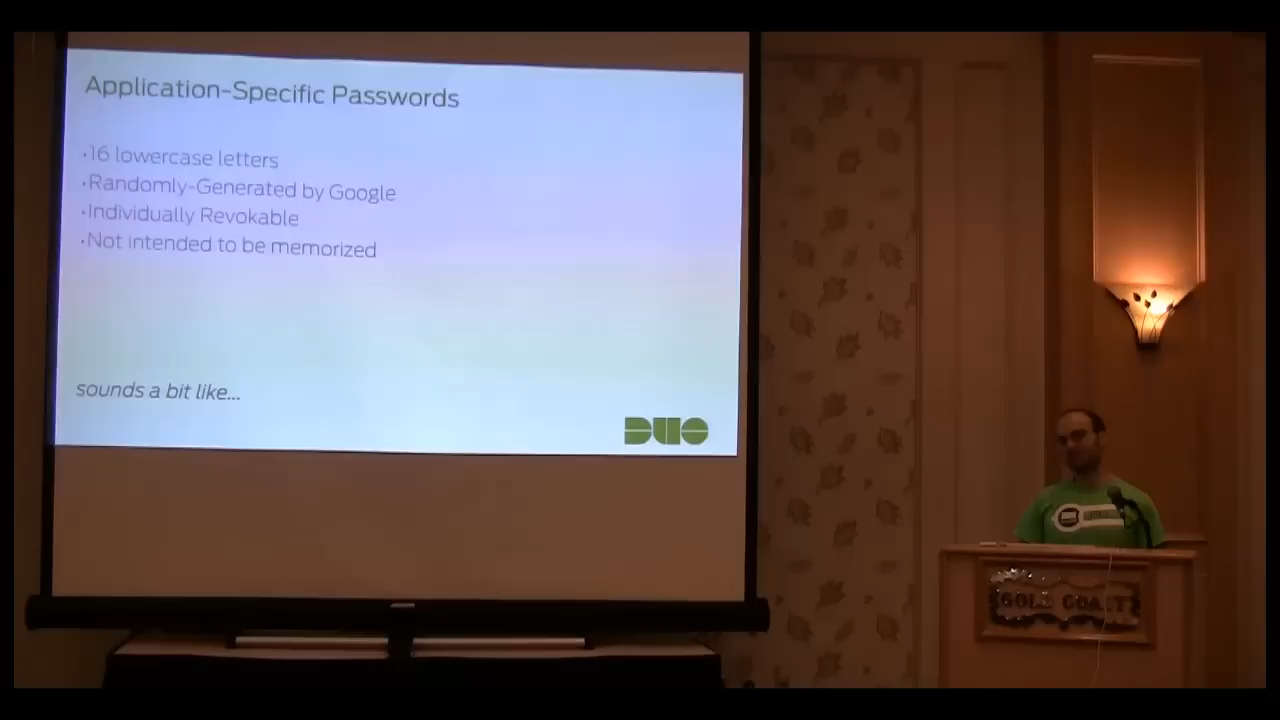 Application-Specific Passwords
•16 lowercase letters
•Randomly-Generated by Google
•Individually Revokable
•Not intended to be memorized
sounds a bit like...
DUO
GOLD COAST